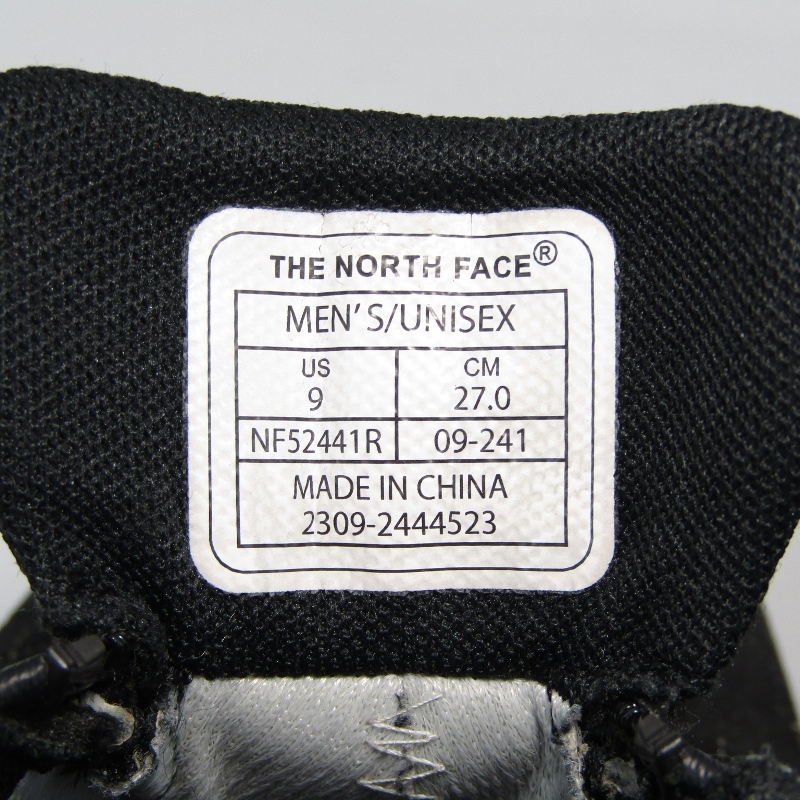 THE NORTH FACE®
MEN'S/UNISEX
US CM
9 27.0
NF52441R 09-241
MADE IN CHINA
2309-2444523